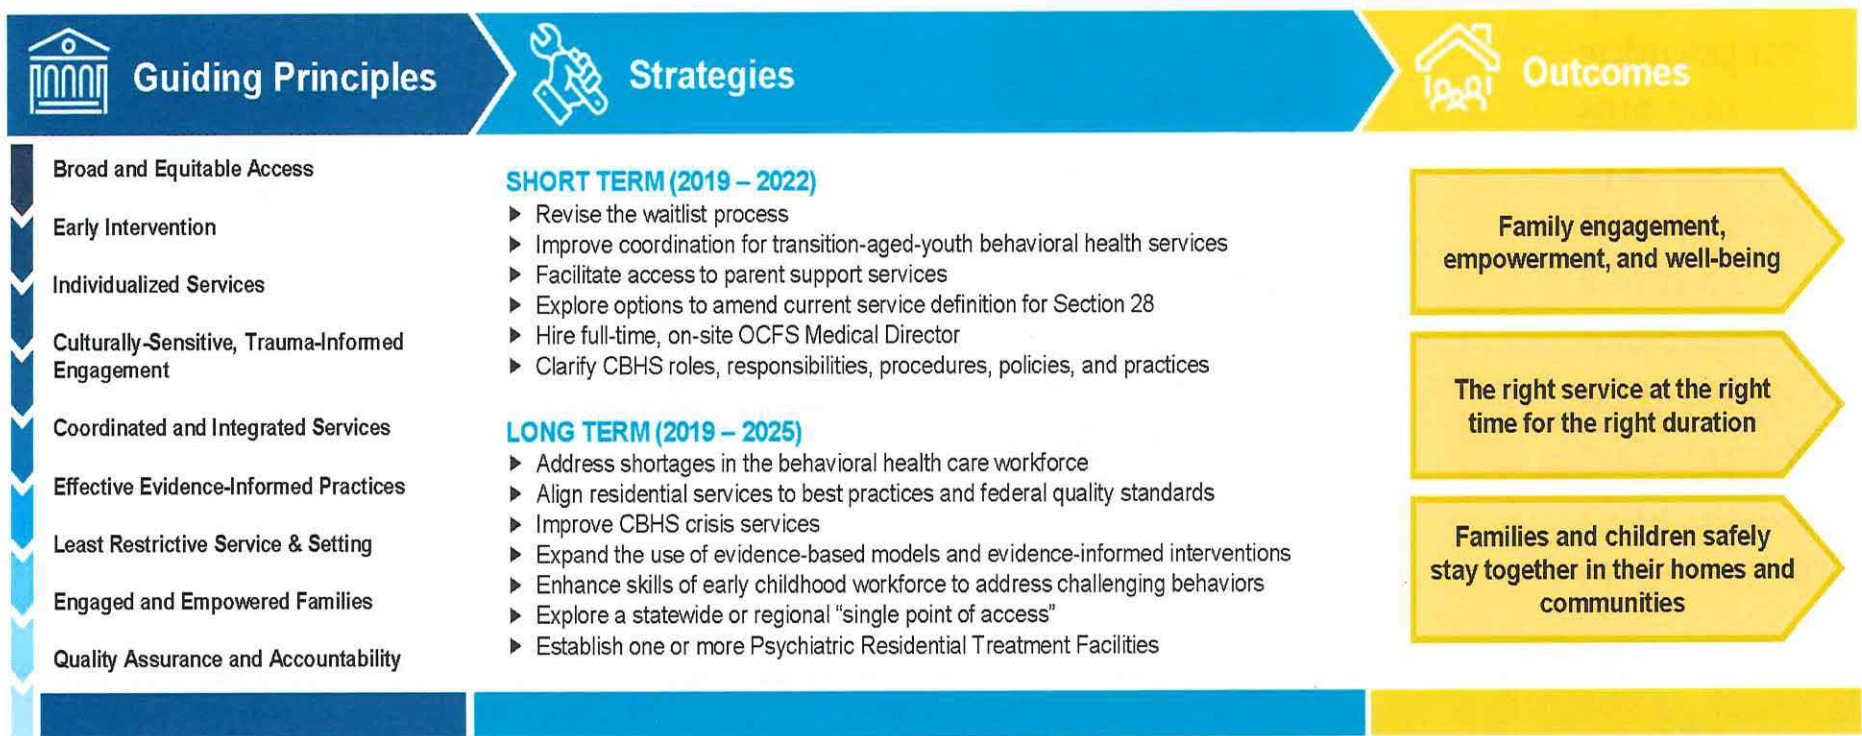 Guiding Principles
Strategies
Outcomes
Broad and Equitable Access
Early Intervention
Individualized Services
Culturally-Sensitive, Trauma-Informed
Engagement
Coordinated and Integrated Services
Effective Evidence-Informed Practices
Least Restrictive Service & Setting
Engaged and Empowered Families
Quality Assurance and Accountability
SHORT TERM (2019 – 2022)
▶ Revise the waitlist process
▶ Improve coordination for transition-aged-youth behavioral health services
▶ Facilitate access to parent support services
▶ Explore options to amend current service definition for Section 28
▶ Hire full-time, on-site OCFS Medical Director
▶ Clarify CBHS roles, responsibilities, procedures, policies, and practices
LONG TERM (2019 – 2025)
▶ Address shortages in the behavioral health care workforce
▶ Align residential services to best practices and federal quality standards
▶ Improve CBHS crisis services
▶ Expand the use of evidence-based models and evidence-informed interventions
▶ Enhance skills of early childhood workforce to address challenging behaviors
▶ Explore a statewide or regional “single point of access”
▶ Establish one or more Psychiatric Residential Treatment Facilities
Family engagement,
empowerment, and well-being
The right service at the right
time for the right duration
Families and children safely
stay together in their homes and
communities